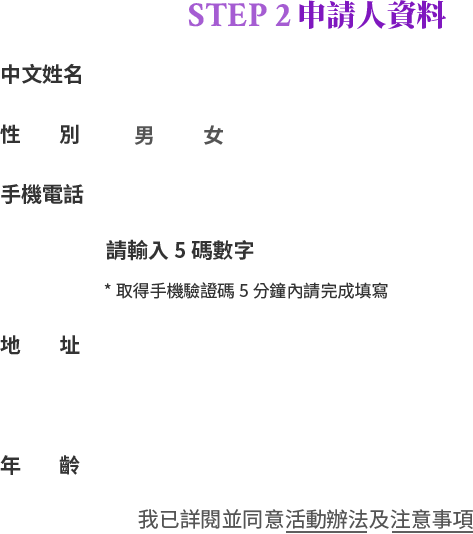 STEP 2 申請人資料
中文姓名
性 別 男 女
手機電話
請輸入 5 碼數字
* 取得手機驗證碼 5 分鐘內請完成填寫
地 址
年 齡
我已詳閱並同意活動辦法及注意事項